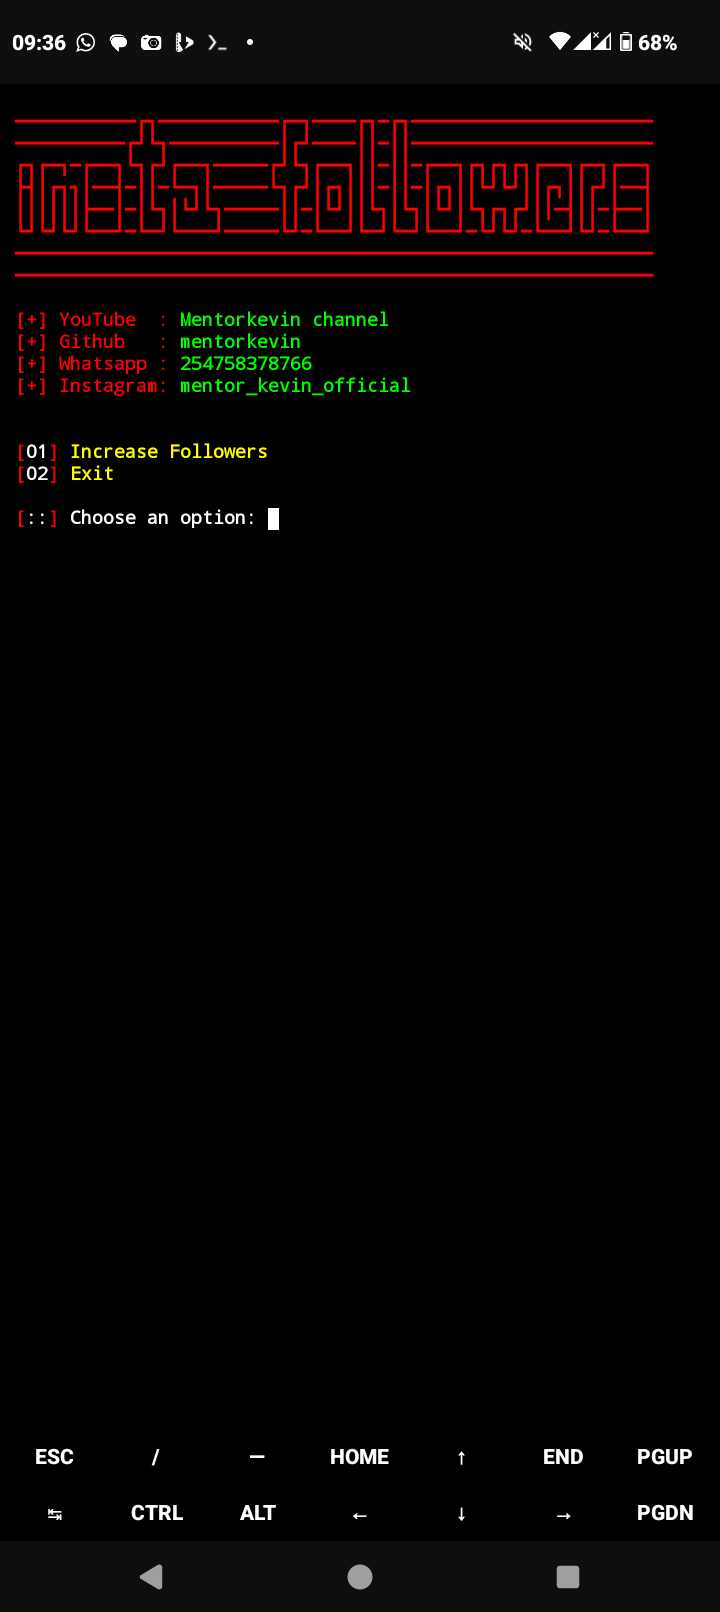 09:36 68%
insta-followers
[+] YouTube : Mentorkevin channel
[+] Github : mentorkevin
[+] Whatsapp : 254758378766
[+] Instagram: mentor_kevin_official
[01] Increase Followers
[02] Exit
[::] Choose an option:
ESC / — HOME ↑ END PGUP
↹ CTRL ALT ← ↓ → PGDN